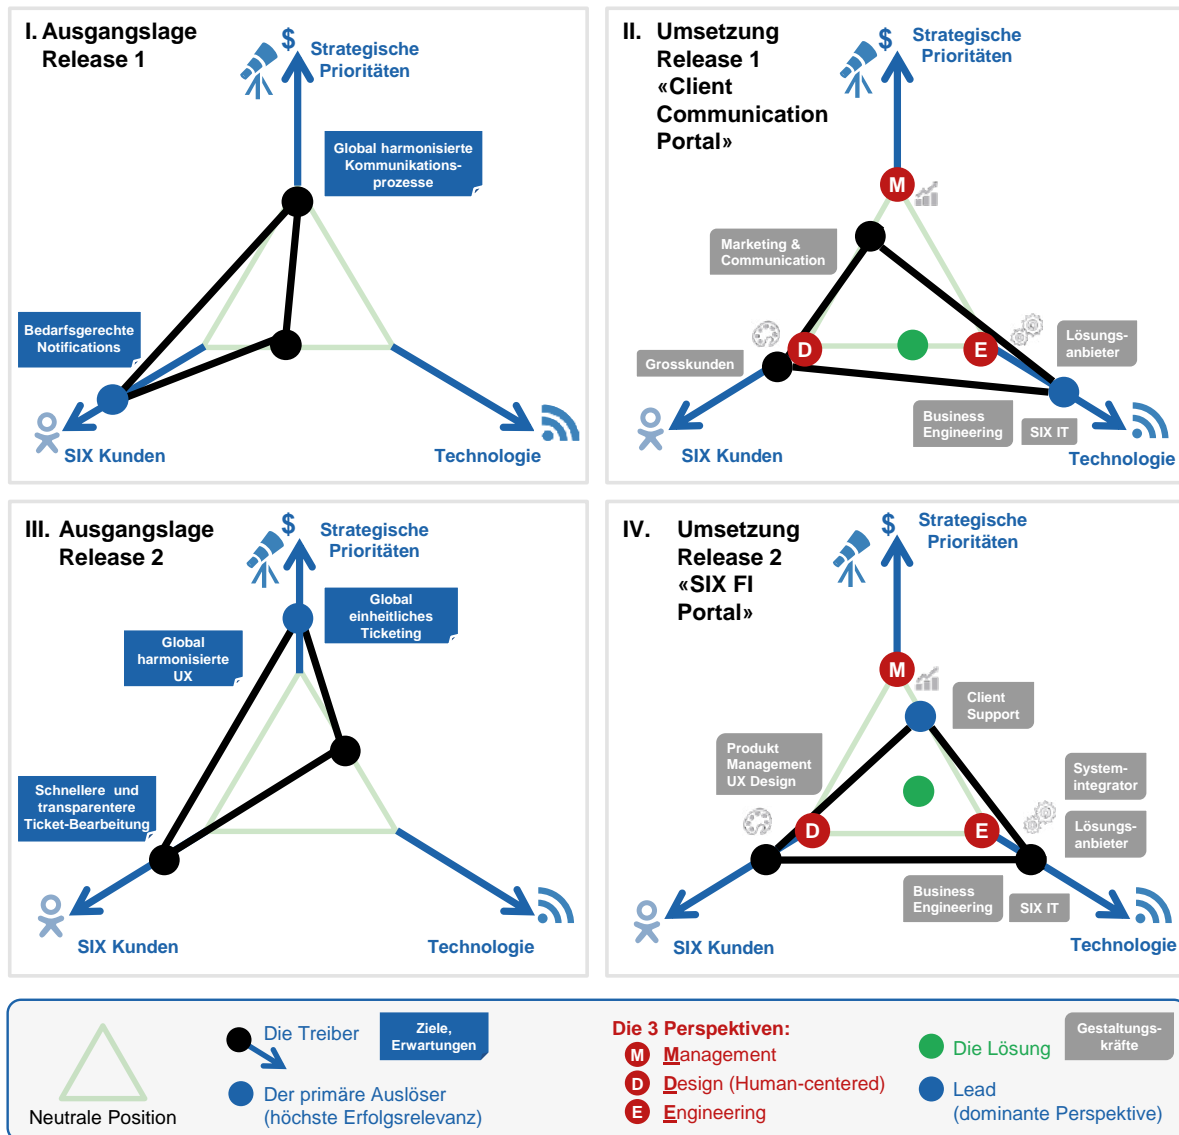 I. Ausgangslage
Release 1
$
Strategische
Prioritäten
Global harmonisierte
Kommunikations-
prozesse
Bedarfsgerechte
Notifications
SIX Kunden
Technologie
II. Umsetzung
Release 1
«Client
Communication
Portal»
$
Strategische
Prioritäten
M
Marketing &
Communication
D
E
Lösungs-
anbieter
Grosskunden
Business
Engineering
SIX IT
SIX Kunden
Technologie
III. Ausgangslage
Release 2
$
Strategische
Prioritäten
Global
einheitliches
Ticketing
Global
harmonisierte
UX
Schnellere und
transparentere
Ticket-Bearbeitung
SIX Kunden
Technologie
IV. Umsetzung
Release 2
«SIX FI
Portal»
$
Strategische
Prioritäten
M
Client
Support
Produkt
Management
UX Design
System-
integrator
D
E
Lösungs-
anbieter
Business
Engineering
SIX IT
SIX Kunden
Technologie
Neutrale Position
Die Treiber
Ziele,
Erwartungen
Der primäre Auslöser
(höchste Erfolgsrelevanz)
Die 3 Perspektiven:
M Management
D Design (Human-centered)
E Engineering
Die Lösung
Gestaltungs-
kräfte
Lead
(dominante Perspektive)